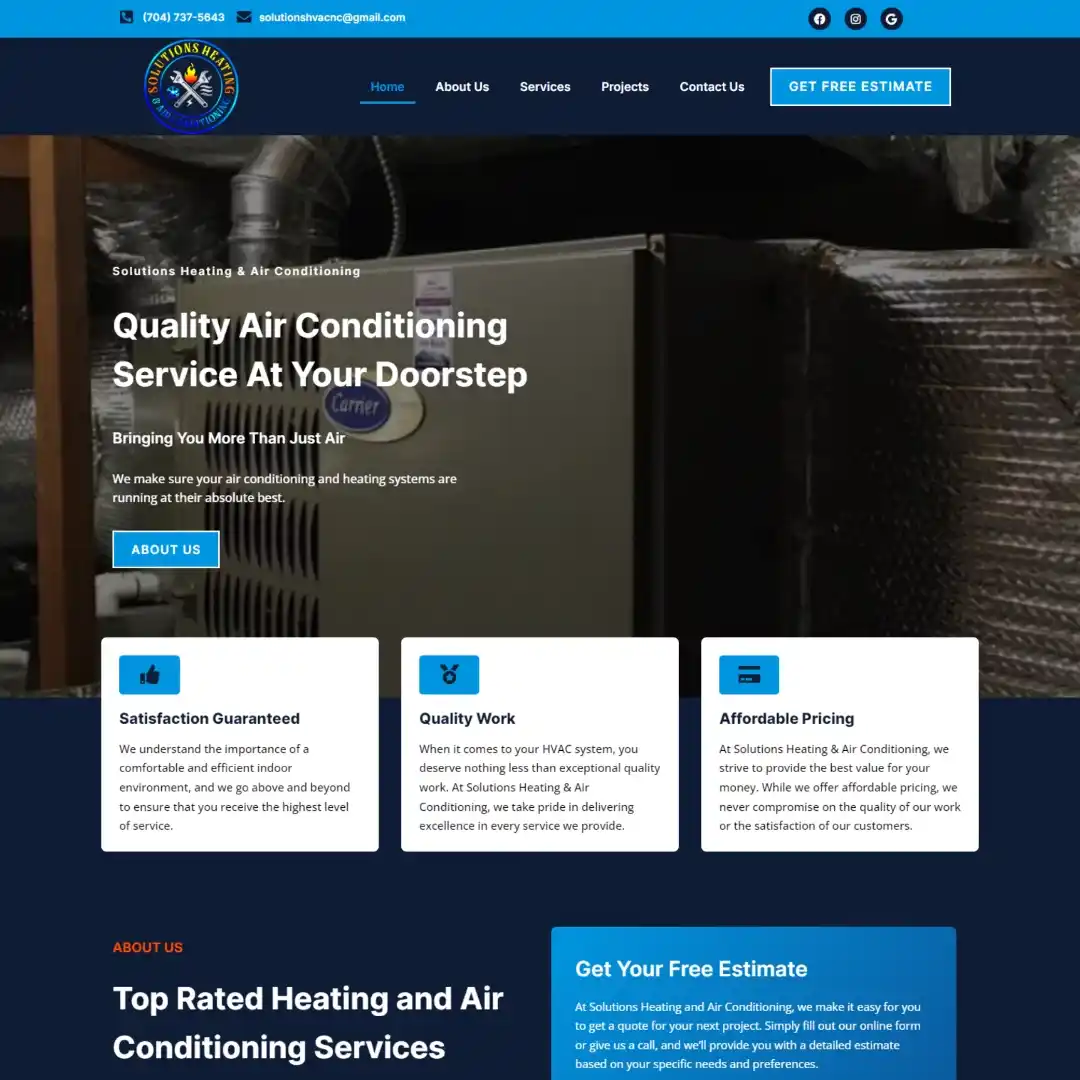 (704) 737-5643
solutionshvacnc@gmail.com
SOLUTIONS HEATING
& AIR CONDITIONING
Home
About Us
Services
Projects
Contact Us
GET FREE ESTIMATE
Solutions Heating & Air Conditioning
Quality Air Conditioning
Service At Your Doorstep
Carrier
Bringing You More Than Just Air
We make sure your air conditioning and heating systems are
running at their absolute best.
ABOUT US
Satisfaction Guaranteed
We understand the importance of a
comfortable and efficient indoor
environment, and we go above and beyond
to ensure that you receive the highest level
of service.
Quality Work
When it comes to your HVAC system, you
deserve nothing less than exceptional quality
work. At Solutions Heating & Air
Conditioning, we take pride in delivering
excellence in every service we provide.
Affordable Pricing
At Solutions Heating & Air Conditioning, we
strive to provide the best value for your
money. While we offer affordable pricing, we
never compromise on the quality of our work
or the satisfaction of our customers.
ABOUT US
Top Rated Heating and Air
Conditioning Services
Get Your Free Estimate
At Solutions Heating and Air Conditioning, we make it easy for you
to get a quote for your next project. Simply fill out our online form
or give us a call, and we'll provide you with a detailed estimate
based on your specific needs and preferences.